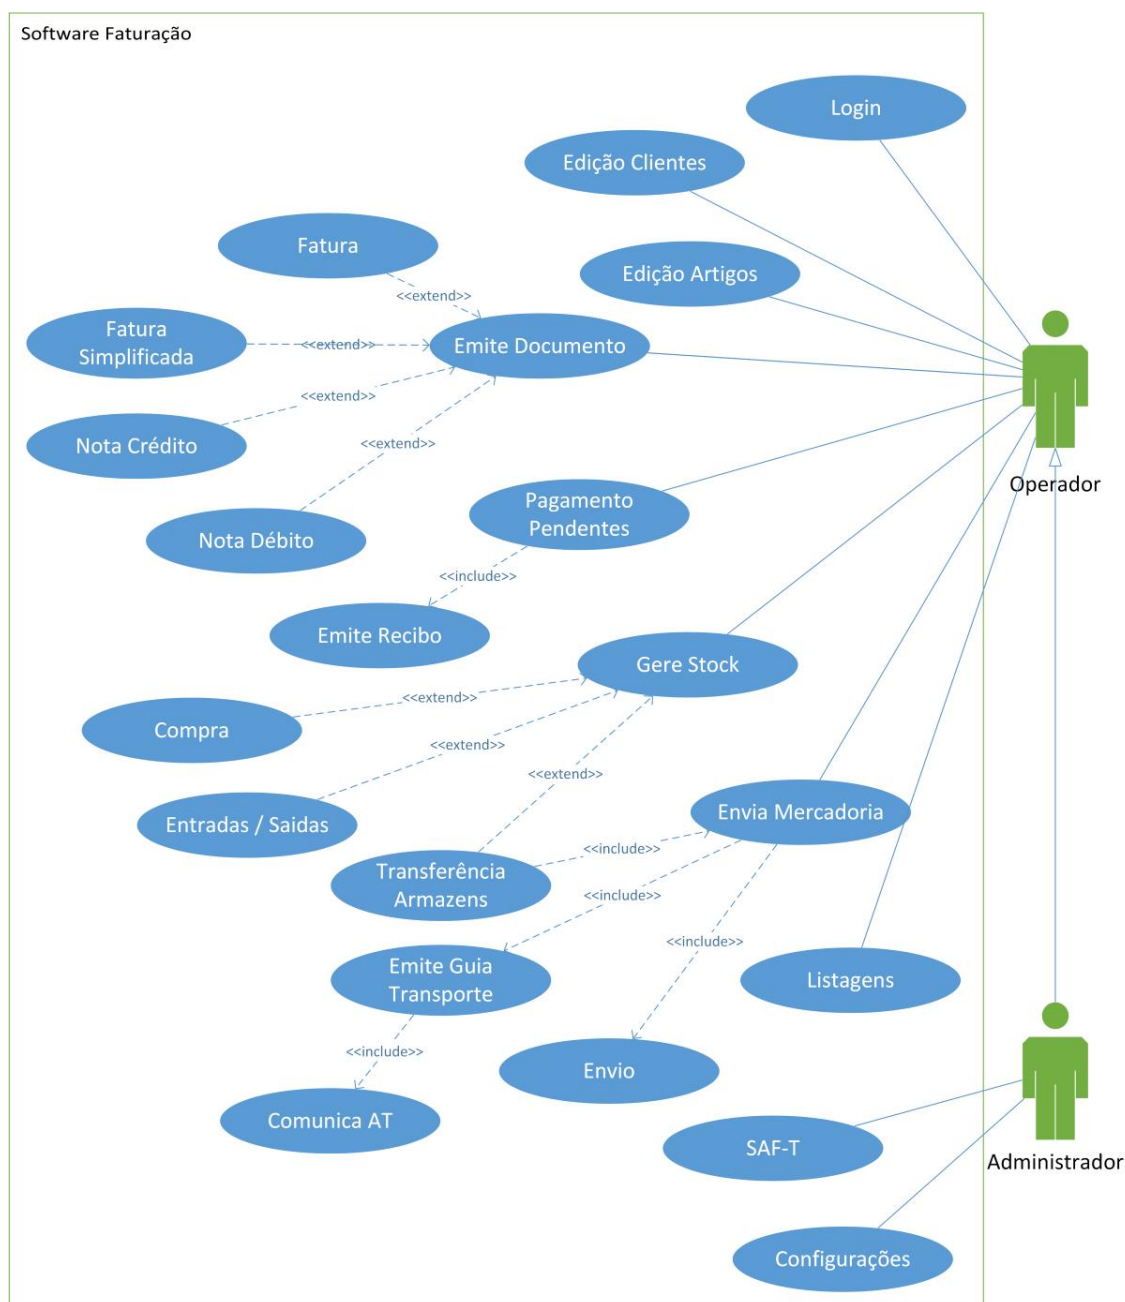 Software Faturação
Login
Edição Clientes
Fatura
Edição Artigos
<<extend>>
Fatura
Simplificada
<<extend>>
Emite Documento
<<extend>>
Nota Crédito
<<extend>>
Operador
Pagamento
Pendentes
Nota Débito
<<include>>
Emite Recibo
Gere Stock
<<extend>>
Compra
<<extend>>
<<extend>>
Envia Mercadoria
Entradas / Saidas
<<include>>
Transferência
Armazens
<<include>>
<<include>>
Emite Guia
Transporte
Listagens
<<include>>
Envio
Comunica AT
SAF-T
Administrador
Configurações